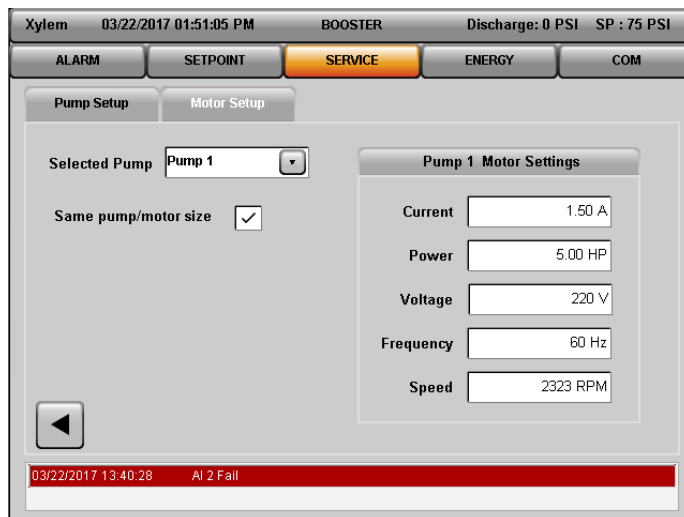 Xylem 03/22/2017 01:51:05 PM BOOSTER Discharge: 0 PSI SP : 75 PSI
ALARM SETPOINT SERVICE ENERGY COM
Pump Setup Motor Setup
Selected Pump Pump 1
Same pump/motor size
Pump 1 Motor Settings
Current 1.50 A
Power 5.00 HP
Voltage 220 V
Frequency 60 Hz
Speed 2323 RPM
03/22/2017 13:40:28 AI 2 Fail